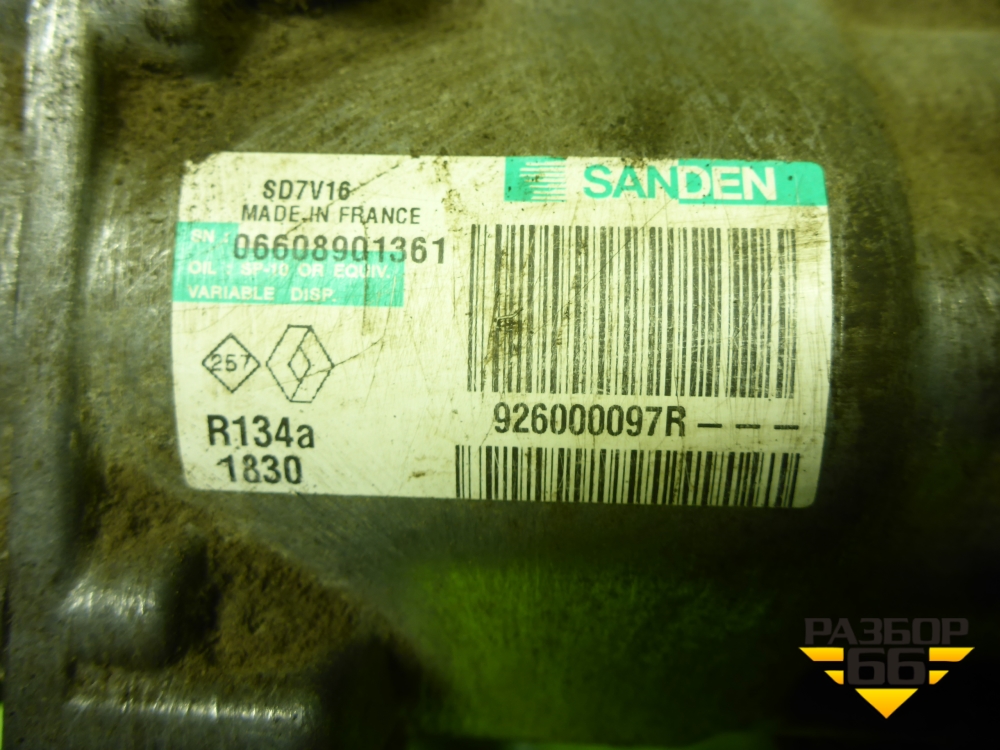 SD7V16
MADE IN FRANCE
SANDEN
SN : 06608901361
OIL : SP-10 OR EQUIV.
VARIABLE DISP.
257
R134a
1830
926000097R - - -
РАЗБОР
66